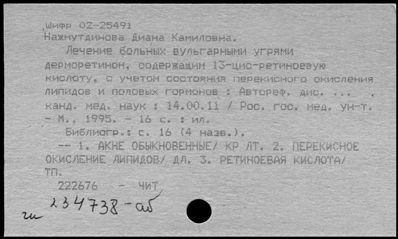 Шифр 02-25491
Нажмутдинова Диана Камиловна.
Лечение больных вульгарными угрями
дерморетином, содержащим 13-цис-ретиноевую
кислоту, с учетом состояния перекисного окисления
липидов и половых гормонов : Автореф. дис. ... .
канд. мед. наук : 14.00.11 / Рос. гос. мед. ун-т.
- М., 1995. - 16 с. : ил.
Библиогр.: с. 16 (4 назв.).
-- 1. АКНЕ ОБЫКНОВЕННЫЕ/ КР ЛТ. 2. ПЕРЕКИСНОЕ
ОКИСЛЕНИЕ ЛИПИДОВ/ ДЛ. 3. РЕТИНОЕВАЯ КИСЛОТА/
ТП.
222676 - ЧИТ
234738-аб